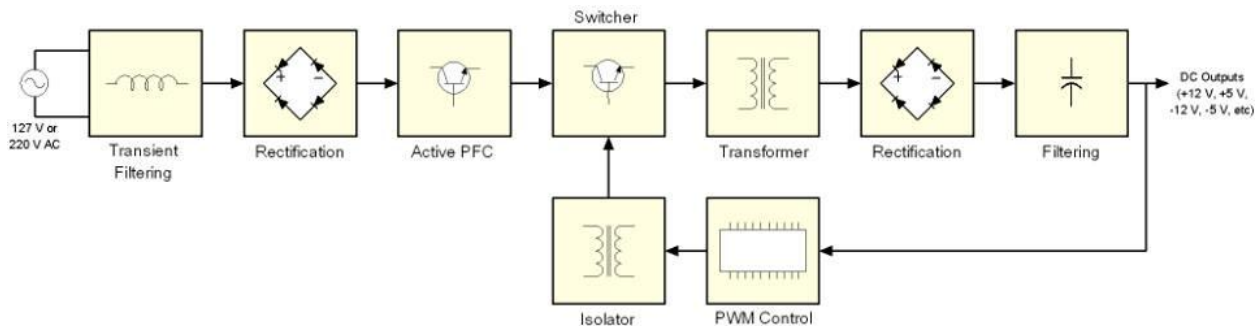 Switcher
127 V or
220 V AC
Transient
Filtering
Rectification
Active PFC
Transformer
Rectification
Filtering
DC Outputs
(+12 V, +5 V,
-12 V, -5 V, etc)
Isolator
PWM Control